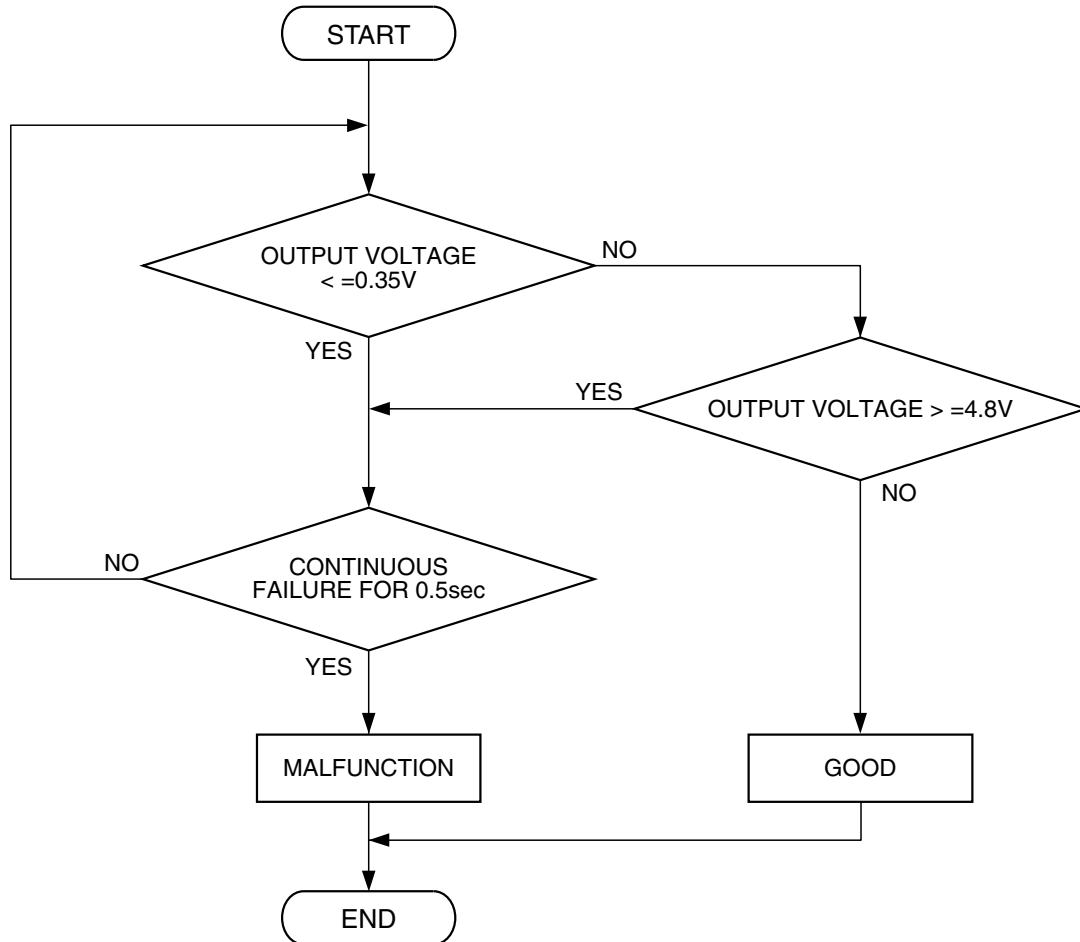 START
OUTPUT VOLTAGE
< =0.35V
NO
YES
YES
OUTPUT VOLTAGE > =4.8V
NO
NO
CONTINUOUS
FAILURE FOR 0.5sec
YES
MALFUNCTION
GOOD
END